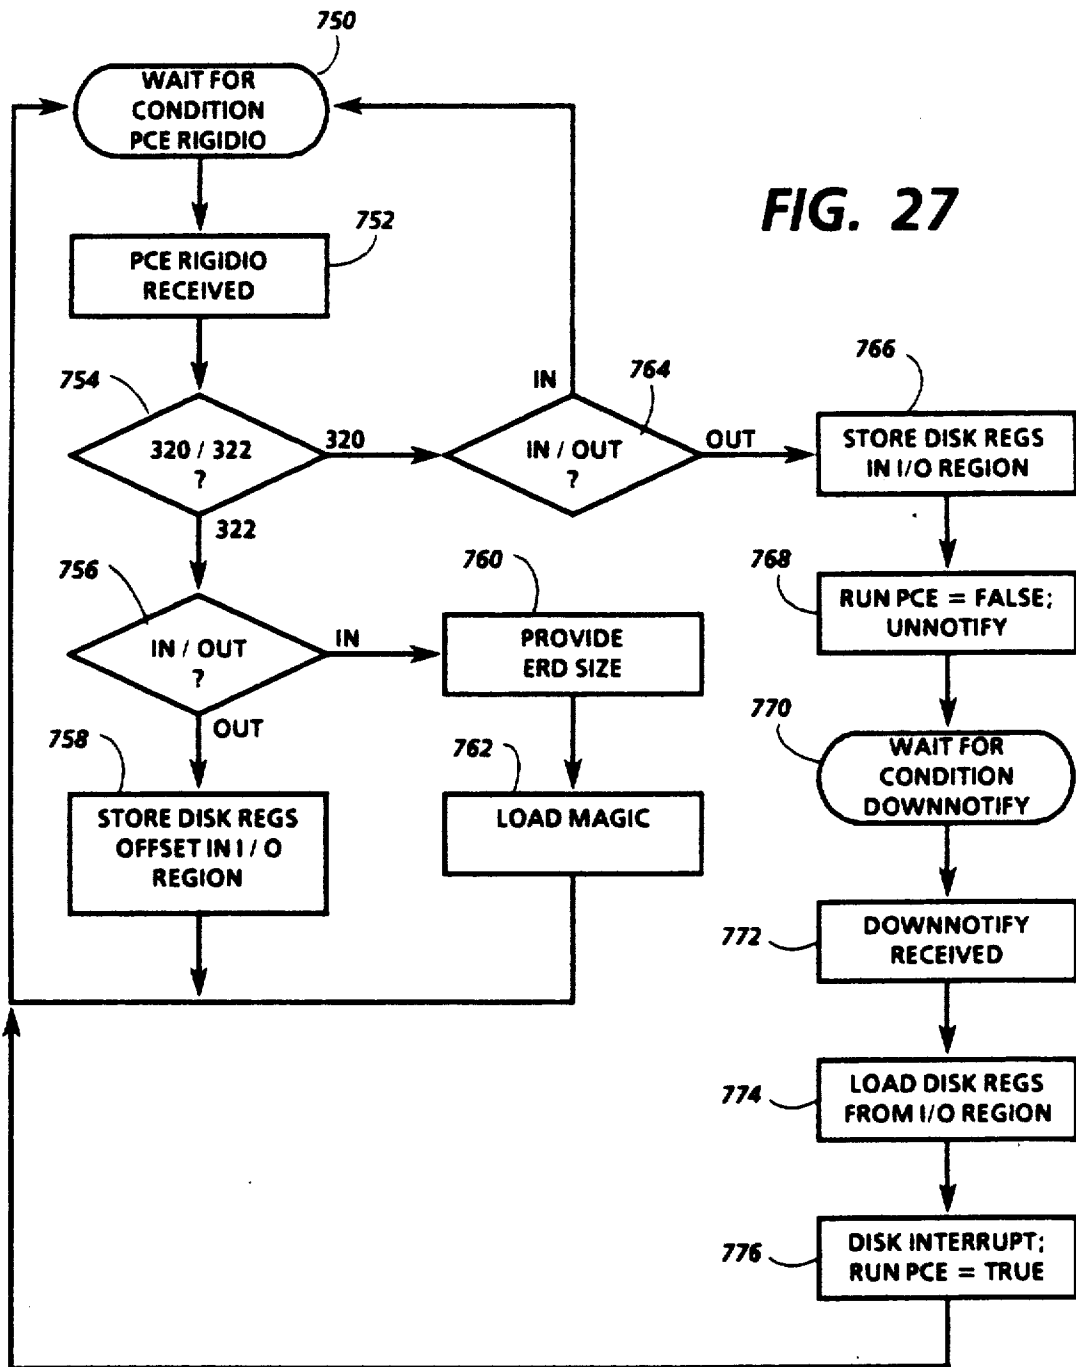 750
WAIT FOR
CONDITION
PCE RIGIDIO
FIG. 27
752
PCE RIGIDIO
RECEIVED
754
320 / 322
?
320
322
IN
764
IN / OUT
?
OUT
766
STORE DISK REGS
IN I/O REGION
756
IN / OUT
?
IN
OUT
760
PROVIDE
ERD SIZE
768
RUN PCE = FALSE;
UNNOTIFY
758
STORE DISK REGS
OFFSET IN I / O
REGION
762
LOAD MAGIC
770
WAIT FOR
CONDITION
DOWNNOTIFY
772
DOWNNOTIFY
RECEIVED
774
LOAD DISK REGS
FROM I/O REGION
776
DISK INTERRUPT;
RUN PCE = TRUE